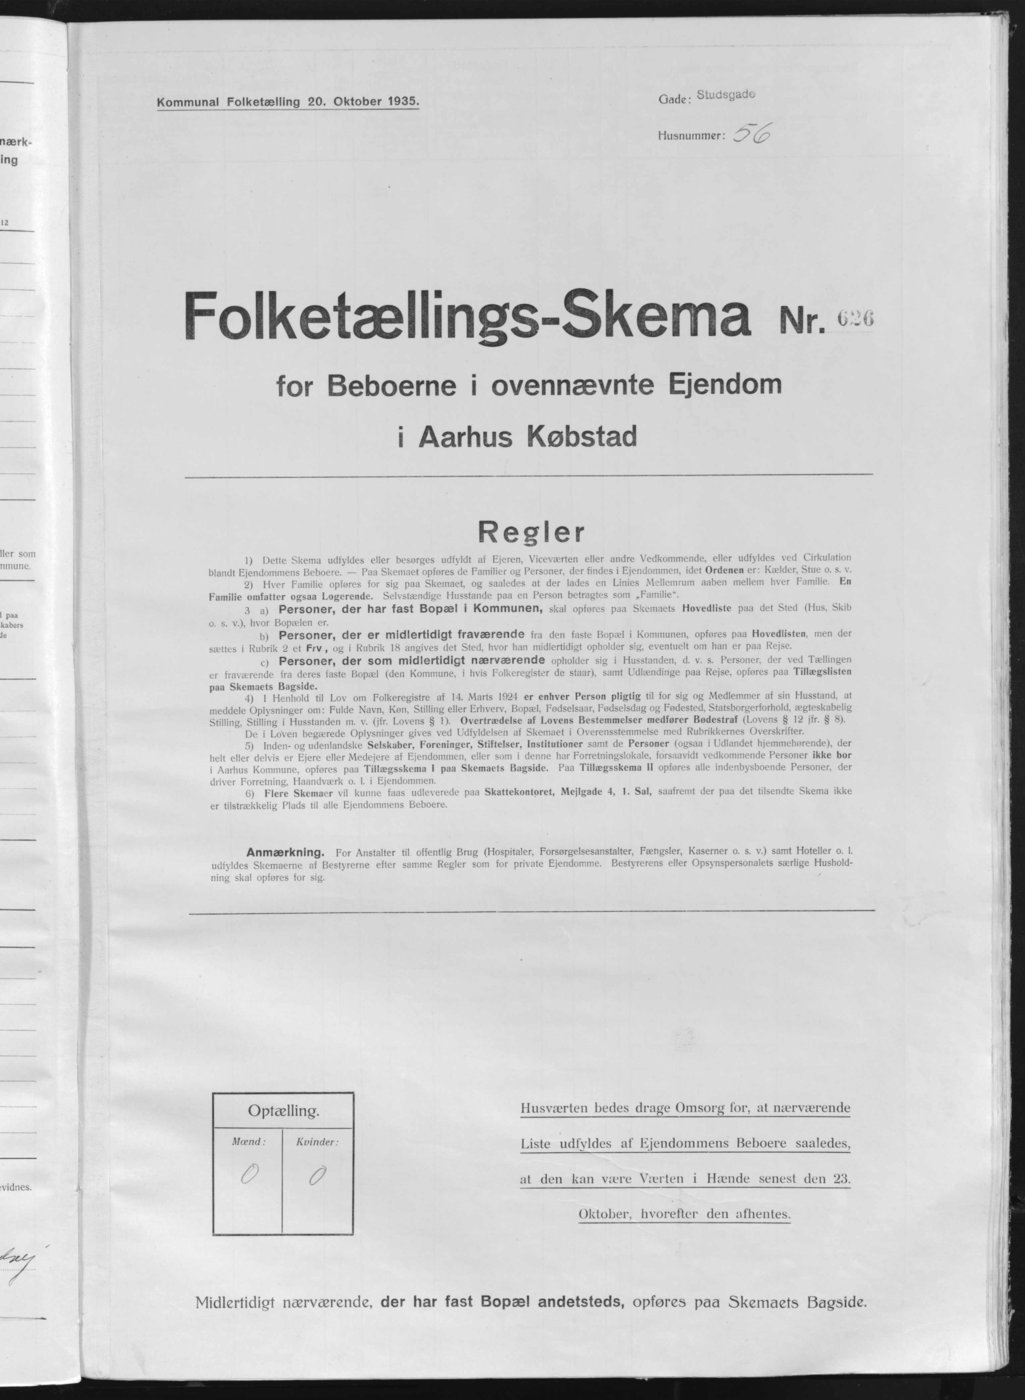 Kommunal Folketælling 20. Oktober 1935.
Gade: Studsgade
Husnummer: 56
Folketællings-Skema Nr. 626
for Beboerne i ovennævnte Ejendom
i Aarhus Købstad
Regler
1) Dette Skema udfyldes eller besørges udfyldt af Ejeren, Viceværten eller andre Vedkommende, eller udfyldes ved Cirkulation
blandt Ejendommens Beboere. — Paa Skemaet opføres de Familier og Personer, der findes i Ejendommen, idet Ordenen er: Kælder, Stue o. s. v.
2) Hver Familie opføres for sig paa Skemaet, og saaledes at der lades en Linies Mellemrum aaben mellem hver Familie. En
Familie omfatter ogsaa Logerende. Selvstændige Husstande paa en Person betragtes som „Familie“.
3 a) Personer, der har fast Bopæl i Kommunen, skal opføres paa Skemaets Hovedliste paa det Sted (Hus, Skib
o. s. v.), hvor Bopælen er.
b) Personer, der er midlertidigt fraværende fra den faste Bopæl i Kommunen, opføres paa Hovedlisten, men der
sættes i Rubrik 2 et Frv, og i Rubrik 18 angives det Sted, hvor han midlertidigt opholder sig, eventuelt om han er paa Rejse.
c) Personer, der som midlertidigt nærværende opholder sig i Husstanden, d. v. s. Personer, der ved Tællingen
er fraværende fra deres faste Bopæl (den Kommune, i hvis Folkeregister de staar), samt Udlændinge paa Rejse, opføres paa Tillægslisten
paa Skemaets Bagside.
4) I Henhold til Lov om Folkeregistre af 14. Marts 1924 er enhver Person pligtig til for sig og Medlemmer af sin Husstand, at
meddele Oplysninger om: Fulde Navn, Køn, Stilling eller Erhverv, Bopæl, Fødselsaar, Fødselsdag og Fødested, Statsborgerforhold, ægteskabelig
Stilling, Stilling i Husstanden m. v. (jfr. Lovens § 1). Overtrædelse af Lovens Bestemmelser medfører Bødestraf (Lovens § 12 jfr. § 8).
De i Loven begærede Oplysninger gives ved Udfyldelsen af Skemaet i Overensstemmelse med Rubrikkernes Overskrifter.
5) Inden- og udenlandske Selskaber, Foreninger, Stiftelser, Institutioner samt de Personer (ogsaa i Udlandet hjemmehørende), der
helt eller delvis er Ejere eller Medejere af Ejendommen, eller som i denne har Forretningslokale, forsaavidt vedkommende Personer ikke bor
i Aarhus Kommune, opføres paa Tillægsskema I paa Skemaets Bagside. Paa Tillægsskema II opføres alle indenbysboende Personer, der
driver Forretning, Haandværk o. l. i Ejendommen.
6) Flere Skemaer vil kunne faas udleverede paa Skattekontoret, Mejlgade 4, 1. Sal, saafremt der paa det tilsendte Skema ikke
er tilstrækkelig Plads til alle Ejendommens Beboere.
Anmærkning. For Anstalter til offentlig Brug (Hospitaler, Forsørgelsesanstalter, Fængsler, Kaserner o. s. v.) samt Hoteller o. l.
udfyldes Skemaerne af Bestyrerne efter samme Regler som for private Ejendomme. Bestyrerens eller Opsynspersonalets særlige Hushold-
ning skal opføres for sig.
Optælling.
Mænd: Kvinder:
0 0
Husværten bedes drage Omsorg for, at nærværende
Liste udfyldes af Ejendommens Beboere saaledes,
at den kan være Værten i Hænde senest den 23.
Oktober, hvorefter den afhentes.
Midlertidigt nærværende, der har fast Bopæl andetsteds, opføres paa Skemaets Bagside.